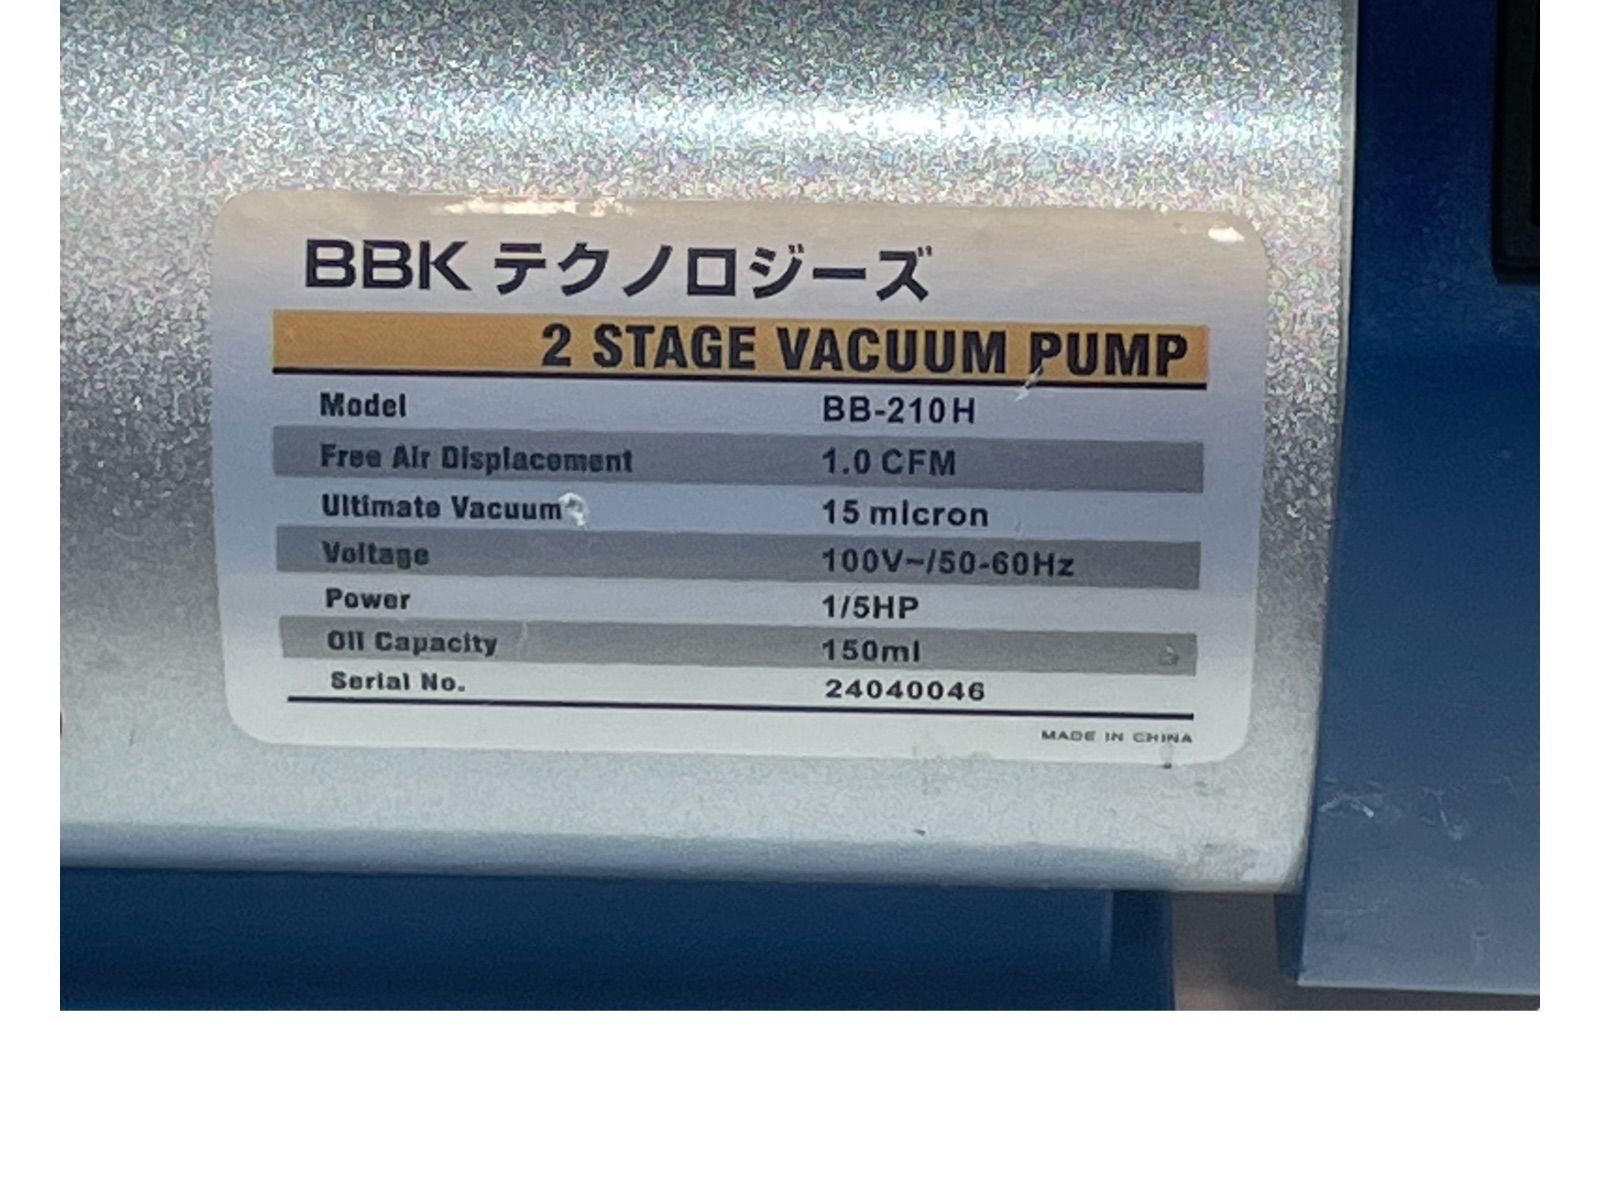 BBK テクノロジーズ
2 STAGE VACUUM PUMP
Model BB-210H
Free Air Displacement 1.0 CFM
Ultimate Vacuum 15 micron
Voltage 100V~/50-60Hz
Power 1/5HP
Oil Capacity 150ml
Serial No. 24040046
MADE IN CHINA